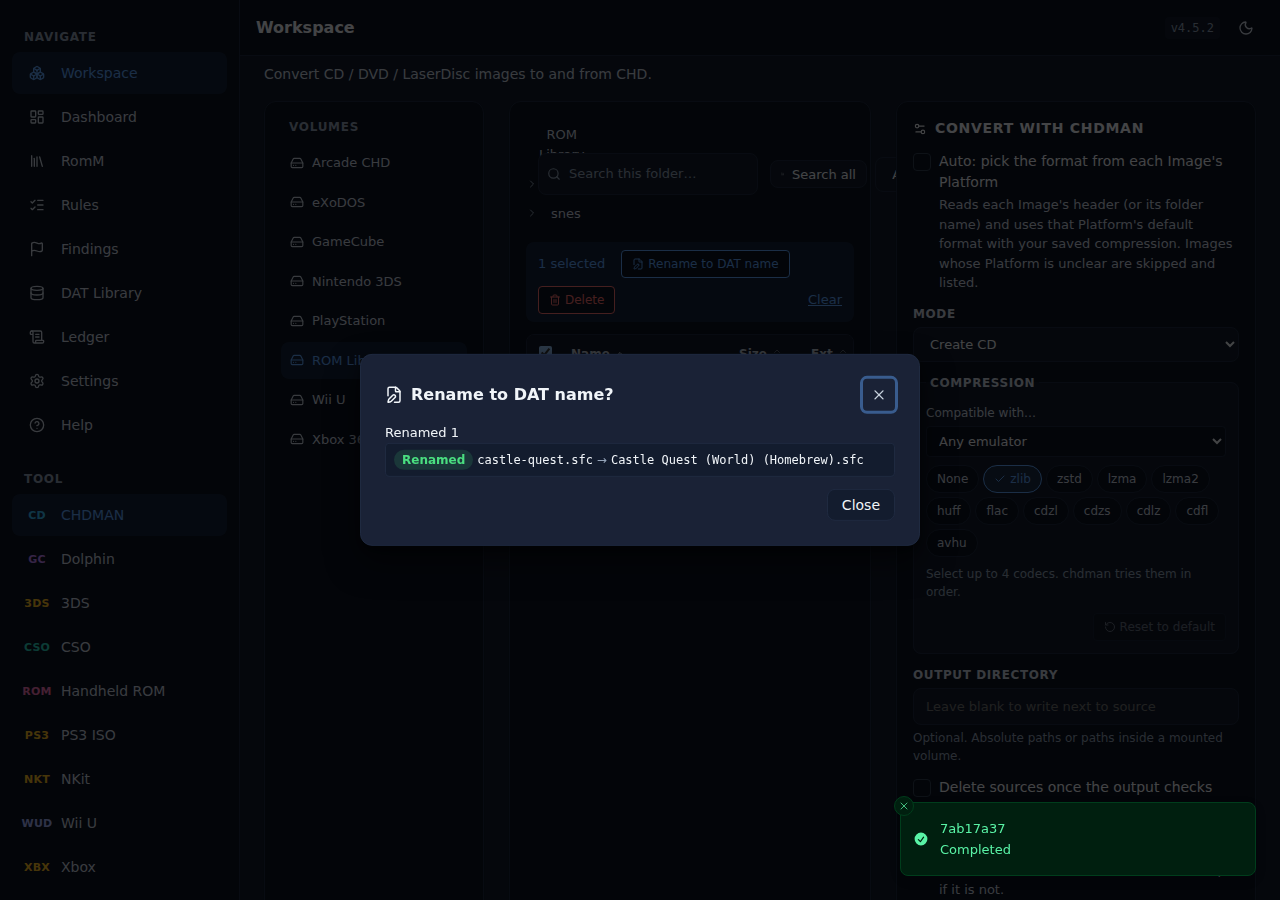 NAVIGATE
Workspace
Dashboard
RomM
Rules
Findings
DAT Library
Ledger
Settings
Help
TOOL
CD CHDMAN
GC Dolphin
3DS 3DS
CSO CSO
ROM Handheld ROM
PS3 PS3 ISO
NKT NKit
WUD Wii U
XBX Xbox
Workspace
v4.5.2
Convert CD / DVD / LaserDisc images to and from CHD.
VOLUMES
Arcade CHD
eXoDOS
GameCube
Nintendo 3DS
PlayStation
ROM Lib
Wii U
Xbox 36
ROM
Library
Search this folder...
Search all
snes
1 selected
Rename to DAT name
Delete
Clear
Name
Size
Ext
CONVERT WITH CHDMAN
Auto: pick the format from each Image's
Platform
Reads each Image's header (or its folder
name) and uses that Platform's default
format with your saved compression. Images
whose Platform is unclear are skipped and
listed.
MODE
Create CD
COMPRESSION
Compatible with...
Any emulator
None zlib zstd lzma lzma2
huff flac cdzl cdzs cdlz cdfl
avhu
Select up to 4 codecs. chdman tries them in
order.
Reset to default
OUTPUT DIRECTORY
Leave blank to write next to source
Optional. Absolute paths or paths inside a mounted
volume.
Delete sources once the output checks
if it is not.
Rename to DAT name?
Renamed 1
Renamed castle-quest.sfc → Castle Quest (World) (Homebrew).sfc
Close
7ab17a37
Completed